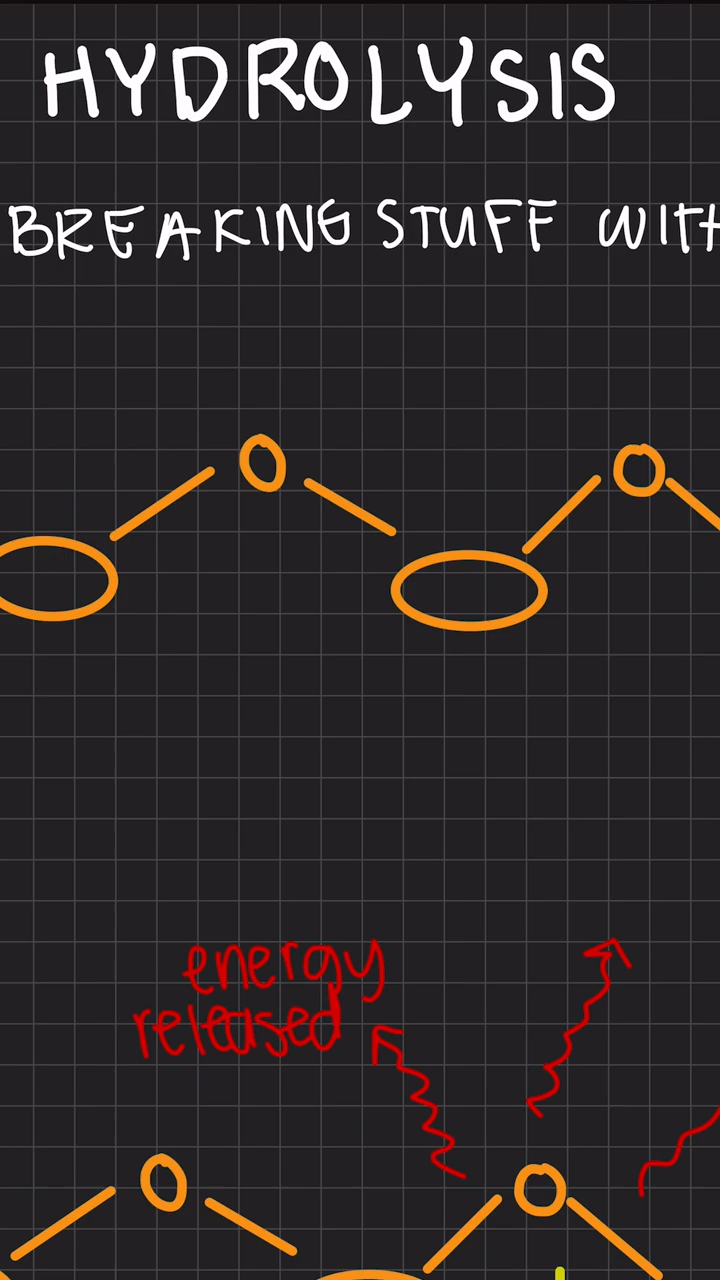 HYDROLYSIS
BREAKING STUFF WITH
O O
energy
released
O O